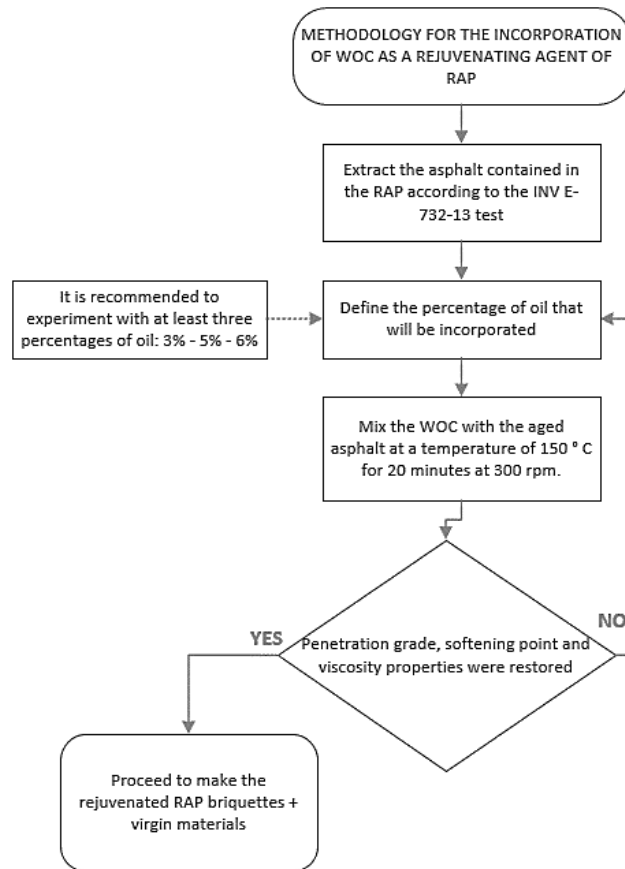 METHODOLOGY FOR THE INCORPORATION
OF WOC AS A REJUVENATING AGENT OF
RAP
Extract the asphalt contained in
the RAP according to the INV E-
732-13 test
It is recommended to
experiment with at least three
percentages of oil: 3% - 5% - 6%
Define the percentage of oil that
will be incorporated
Mix the WOC with the aged
asphalt at a temperature of 150 ° C
for 20 minutes at 300 rpm.
YES
NO
Penetration grade, softening point and
viscosity properties were restored
Proceed to make the
rejuvenated RAP briquettes +
virgin materials